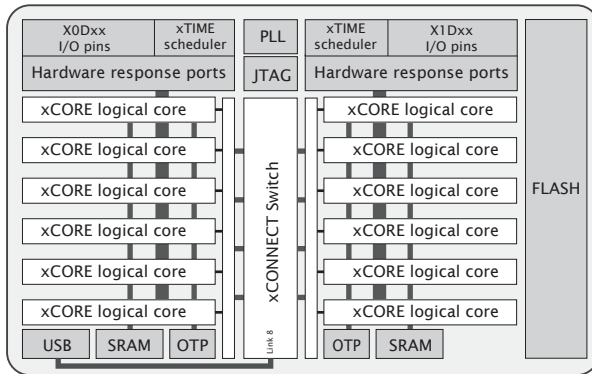 X0Dxx
I/O pins
xTIME
scheduler
PLL
xTIME
scheduler
X1Dxx
I/O pins
Hardware response ports
JTAG
Hardware response ports
xCORE logical core
xCORE logical core
xCORE logical core
xCORE logical core
xCORE logical core
xCORE logical core
xCONNECT Switch
Link 8
xCORE logical core
xCORE logical core
xCORE logical core
xCORE logical core
xCORE logical core
xCORE logical core
FLASH
USB
SRAM
OTP
OTP
SRAM